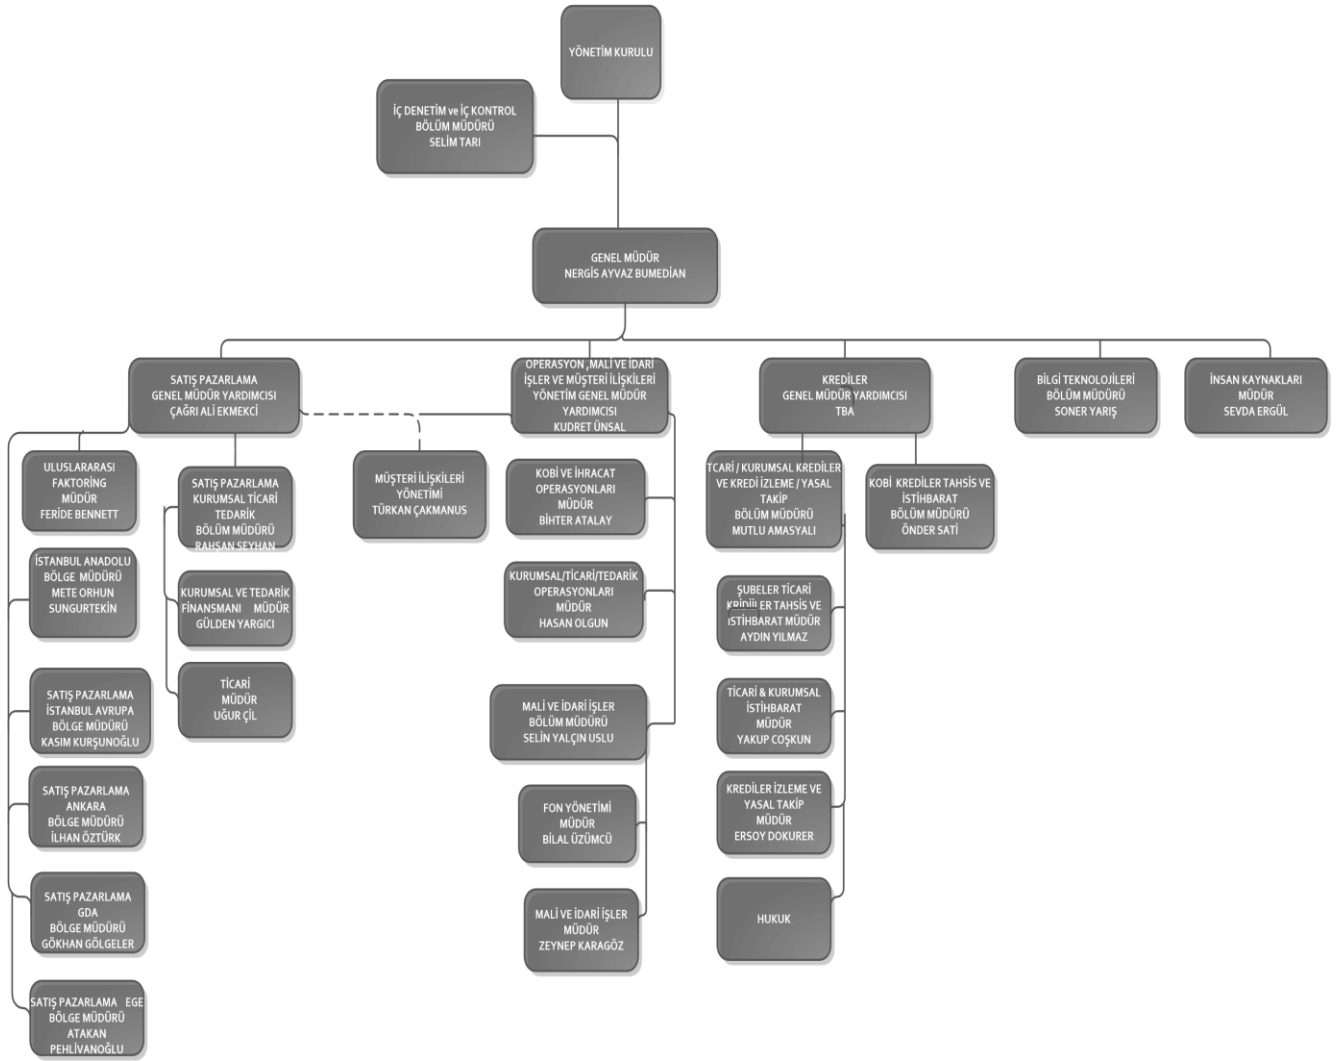 YÖNETİM KURULU
İÇ DENETİM ve İÇ KONTROL
BÖLÜM MÜDÜRÜ
SELİM TARI
GENEL MÜDÜR
NERGİS AYVAZ BUMEDİAN
SATIŞ PAZARLAMA
GENEL MÜDÜR YARDIMCISI
ÇAĞRI ALİ EKMEKCİ
OPERASYON ,MALİ VE İDARİ
İŞLER VE MÜŞTERİ İLİŞKİLERİ
YÖNETİM GENEL MÜDÜR
YARDIMCISI
KUDRET ÜNSAL
KREDİLER
GENEL MÜDÜR YARDIMCISI
TBA
BİLGİ TEKNOLOJİLERİ
BÖLÜM MÜDÜRÜ
SONER YARIŞ
İNSAN KAYNAKLARI
MÜDÜR
SEVDA ERGÜL
ULUSLARARASI
FAKTORİNG
MÜDÜR
FERİDE BENNETT
SATIŞ PAZARLAMA
KURUMSAL TİCARİ
TEDARİK
BÖLÜM MÜDÜRÜ
RAHŞAN SEYHAN
MÜŞTERİ İLİŞKİLERİ
YÖNETİMİ
TÜRKAN ÇAKMANUS
KOBİ VE İHRACAT
OPERASYONLARI
MÜDÜR
BİHTER ATALAY
TCARİ / KURUMSAL KREDİLER
VE KREDİ İZLEME / YASAL
TAKİP
BÖLÜM MÜDÜRÜ
MUTLU AMASYALI
KOBİ KREDİLER TAHSİS VE
İSTİHBARAT
BÖLÜM MÜDÜRÜ
ÖNDER SATİ
İSTANBUL ANADOLU
BÖLGE MÜDÜRÜ
METE ORHUN
SUNGURTEKİN
KURUMSAL VE TEDARİK
FİNANSMANI MÜDÜR
GÜLDEN YARGICI
KURUMSAL/TİCARİ/TEDARİK
OPERASYONLARI
MÜDÜR
HASAN OLGUN
ŞUBELER TİCARİ
KRİDİİLER TAHSİS VE
ISTİHBARAT MÜDÜR
AYDIN YILMAZ
SATIŞ PAZARLAMA
İSTANBUL AVRUPA
BÖLGE MÜDÜRÜ
KASIM KURŞUNOĞLU
TİCARİ
MÜDÜR
UĞUR ÇİL
MALİ VE İDARİ İŞLER
BÖLÜM MÜDÜRÜ
SELİN YALÇIN USLU
TİCARİ & KURUMSAL
İSTİHBARAT
MÜDÜR
YAKUP COŞKUN
SATIŞ PAZARLAMA
ANKARA
BÖLGE MÜDÜRÜ
İLHAN ÖZTÜRK
FON YÖNETİMİ
MÜDÜR
BİLAL ÜZÜMCÜ
KREDİLER İZLEME VE
YASAL TAKİP
MÜDÜR
ERSOY DOKURER
SATIŞ PAZARLAMA
GDA
BÖLGE MÜDÜRÜ
GÖKHAN GÖLGELER
MALİ VE İDARİ İŞLER
MÜDÜR
ZEYNEP KARAGÖZ
HUKUK
SATIŞ PAZARLAMA EGE
BÖLGE MÜDÜRÜ
ATAKAN
PEHLİVANOĞLU